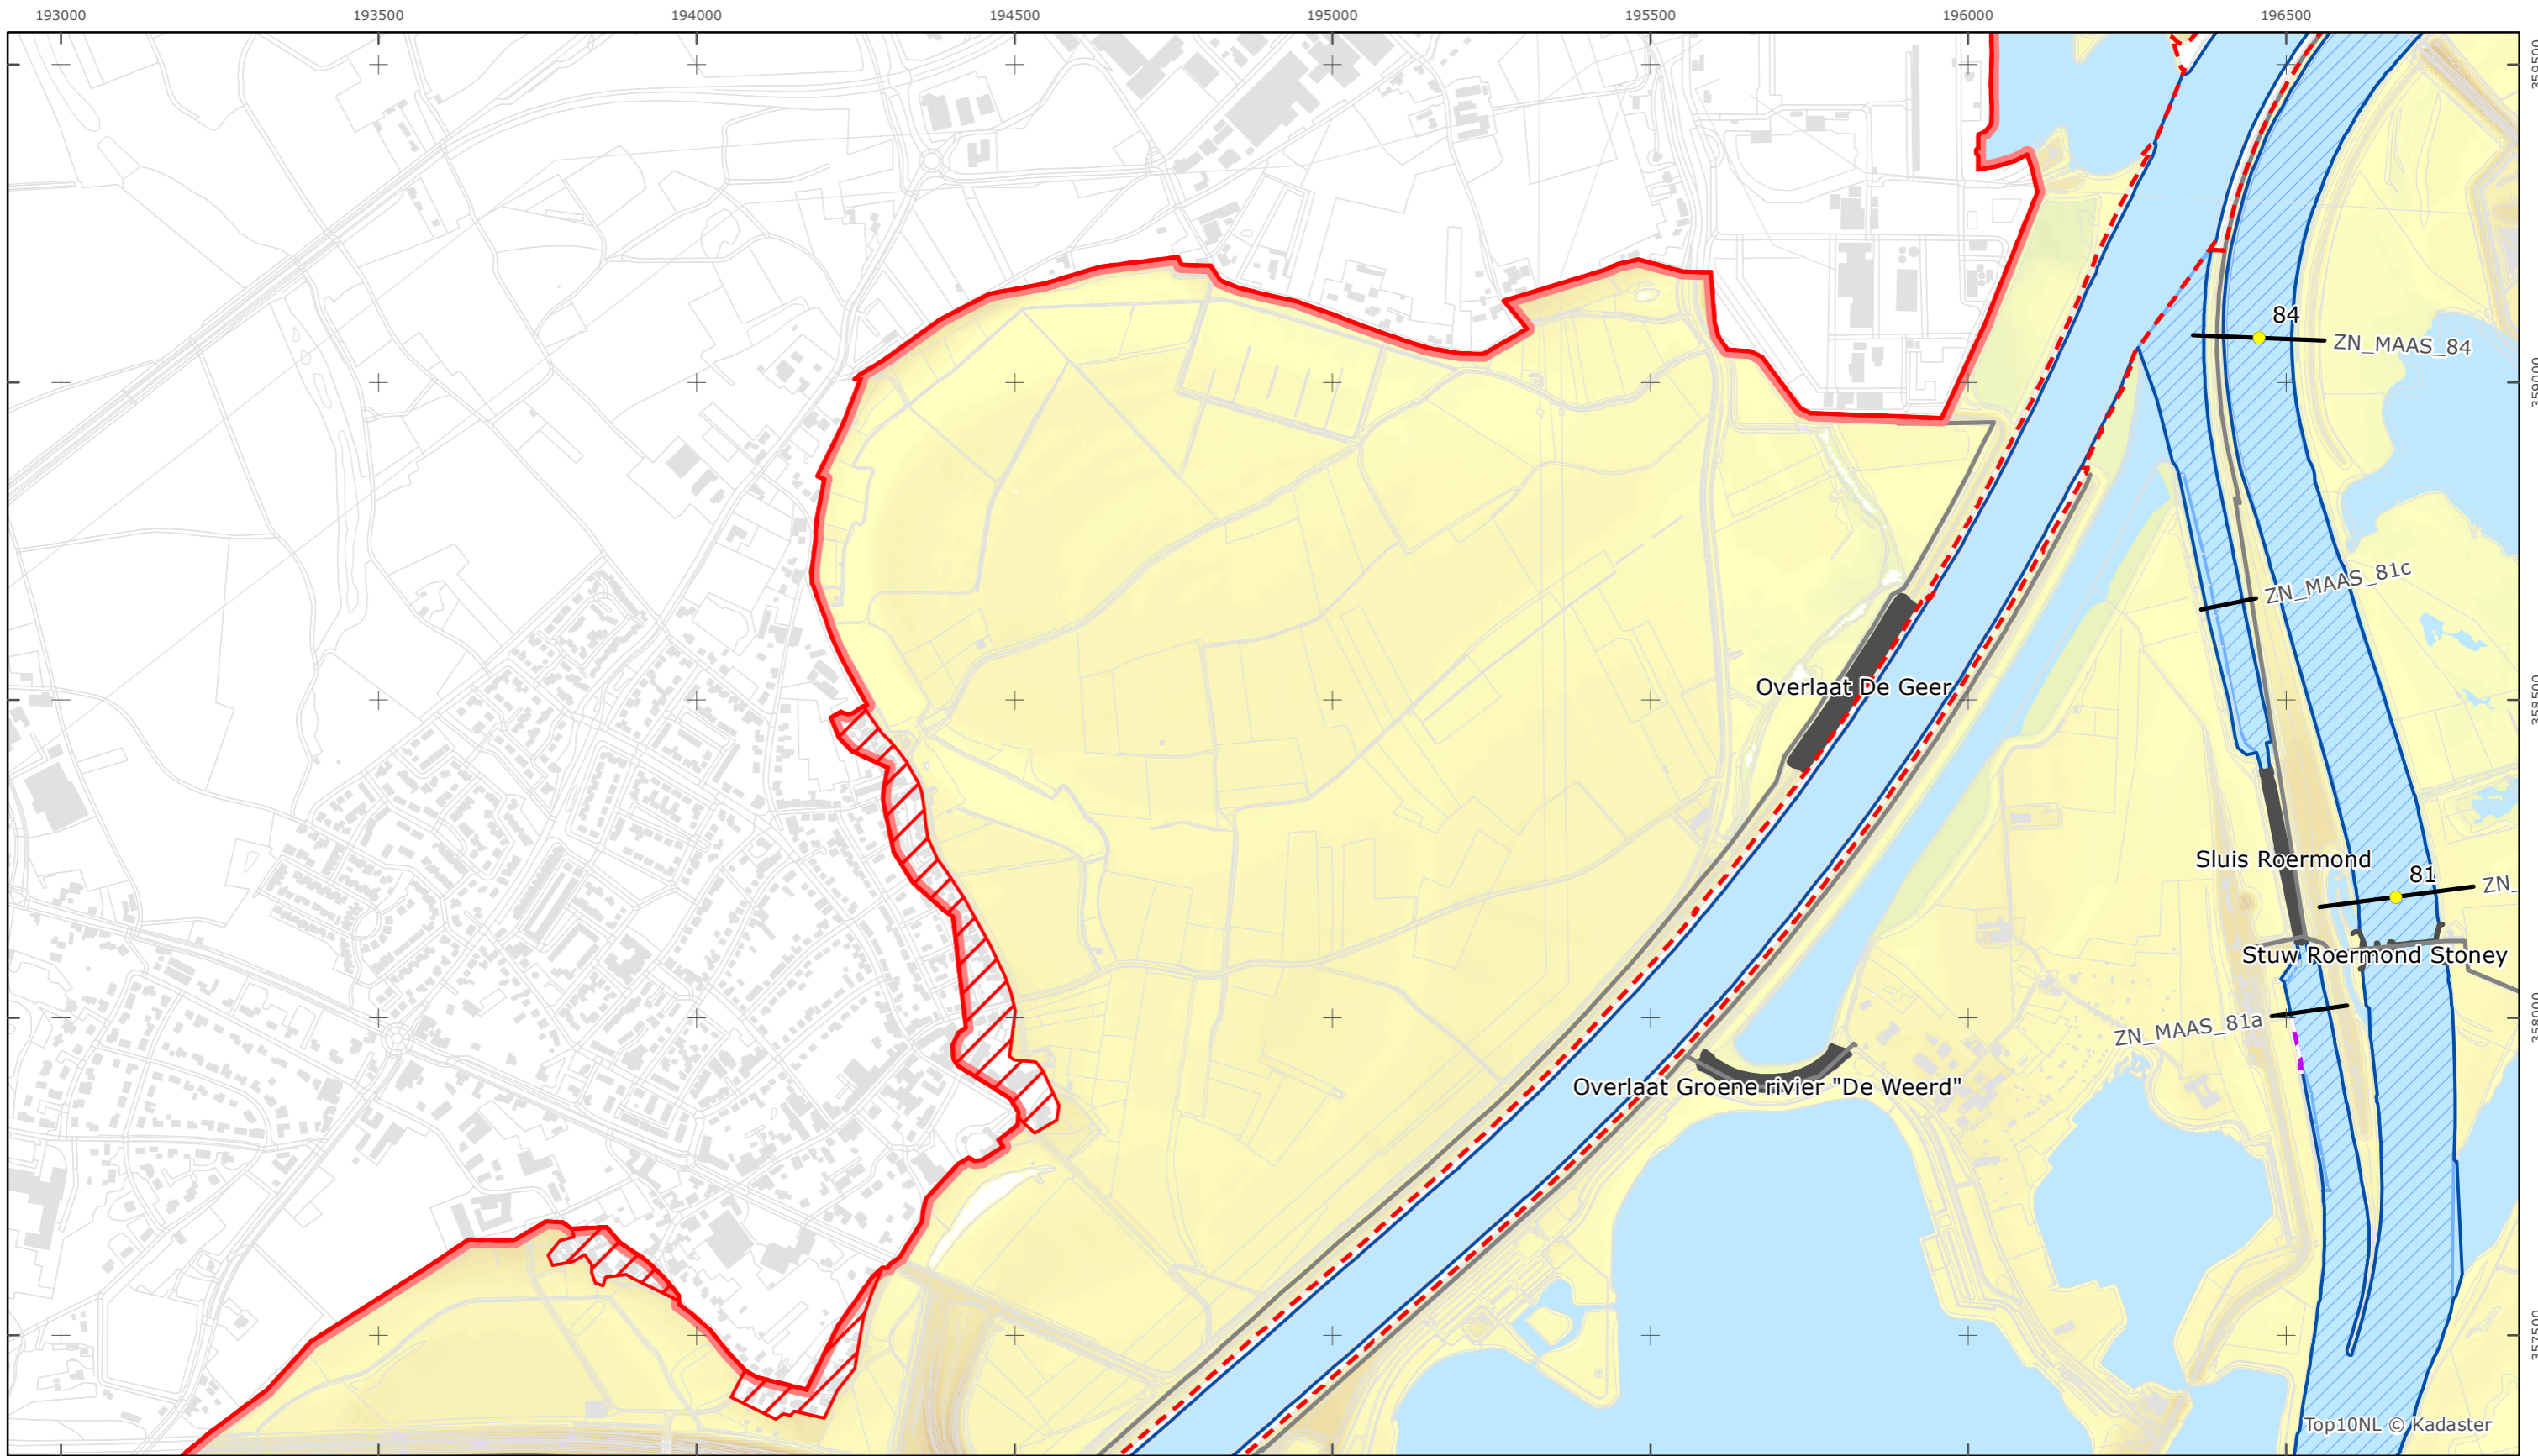 193000 193500 194000 194500 195000 195500 196000 196500
84
ZN_MAAS_84
ZN_MAAS_81c
Overlaat De Geer
Sluis Roermond
81
ZN_
Stuw Roermond Stoney
ZN_MAAS_81a
Overlaat Groene rivier "De Weerd"
Top10NL © Kadaster